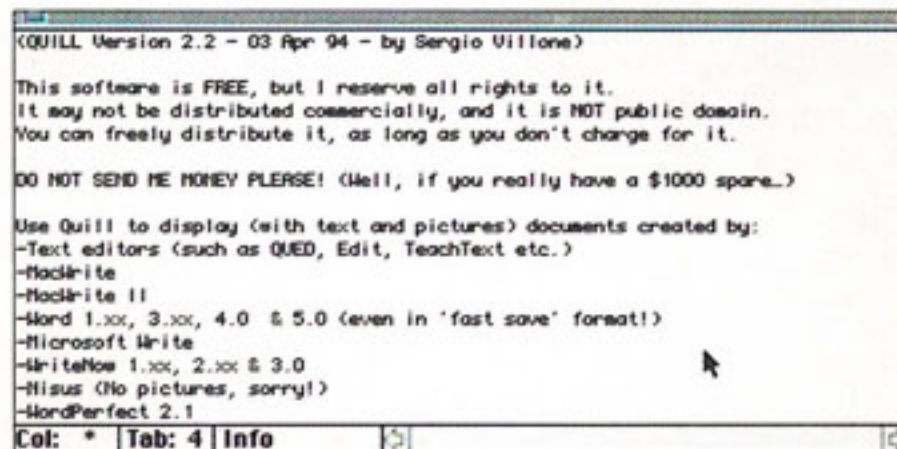 (QUILL Version 2.2 - 03 Apr 94 - by Sergio Villone)
This software is FREE, but I reserve all rights to it.
It may not be distributed commercially, and it is NOT public domain.
You can freely distribute it, as long as you don't charge for it.
DO NOT SEND ME MONEY PLEASE! (Well, if you really have a $1000 spare…)
Use Quill to display (with text and pictures) documents created by:
-Text editors (such as QUED, Edit, TeachText etc.)
-MacWrite
-MacWrite II
-Word 1.xx, 3.xx, 4.0 & 5.0 (even in 'fast save' format!)
-Microsoft Write
-WriteNow 1.xx, 2.xx & 3.0
-Nisus (No pictures, sorry!)
-WordPerfect 2.1
Col: * Tab: 4 Info